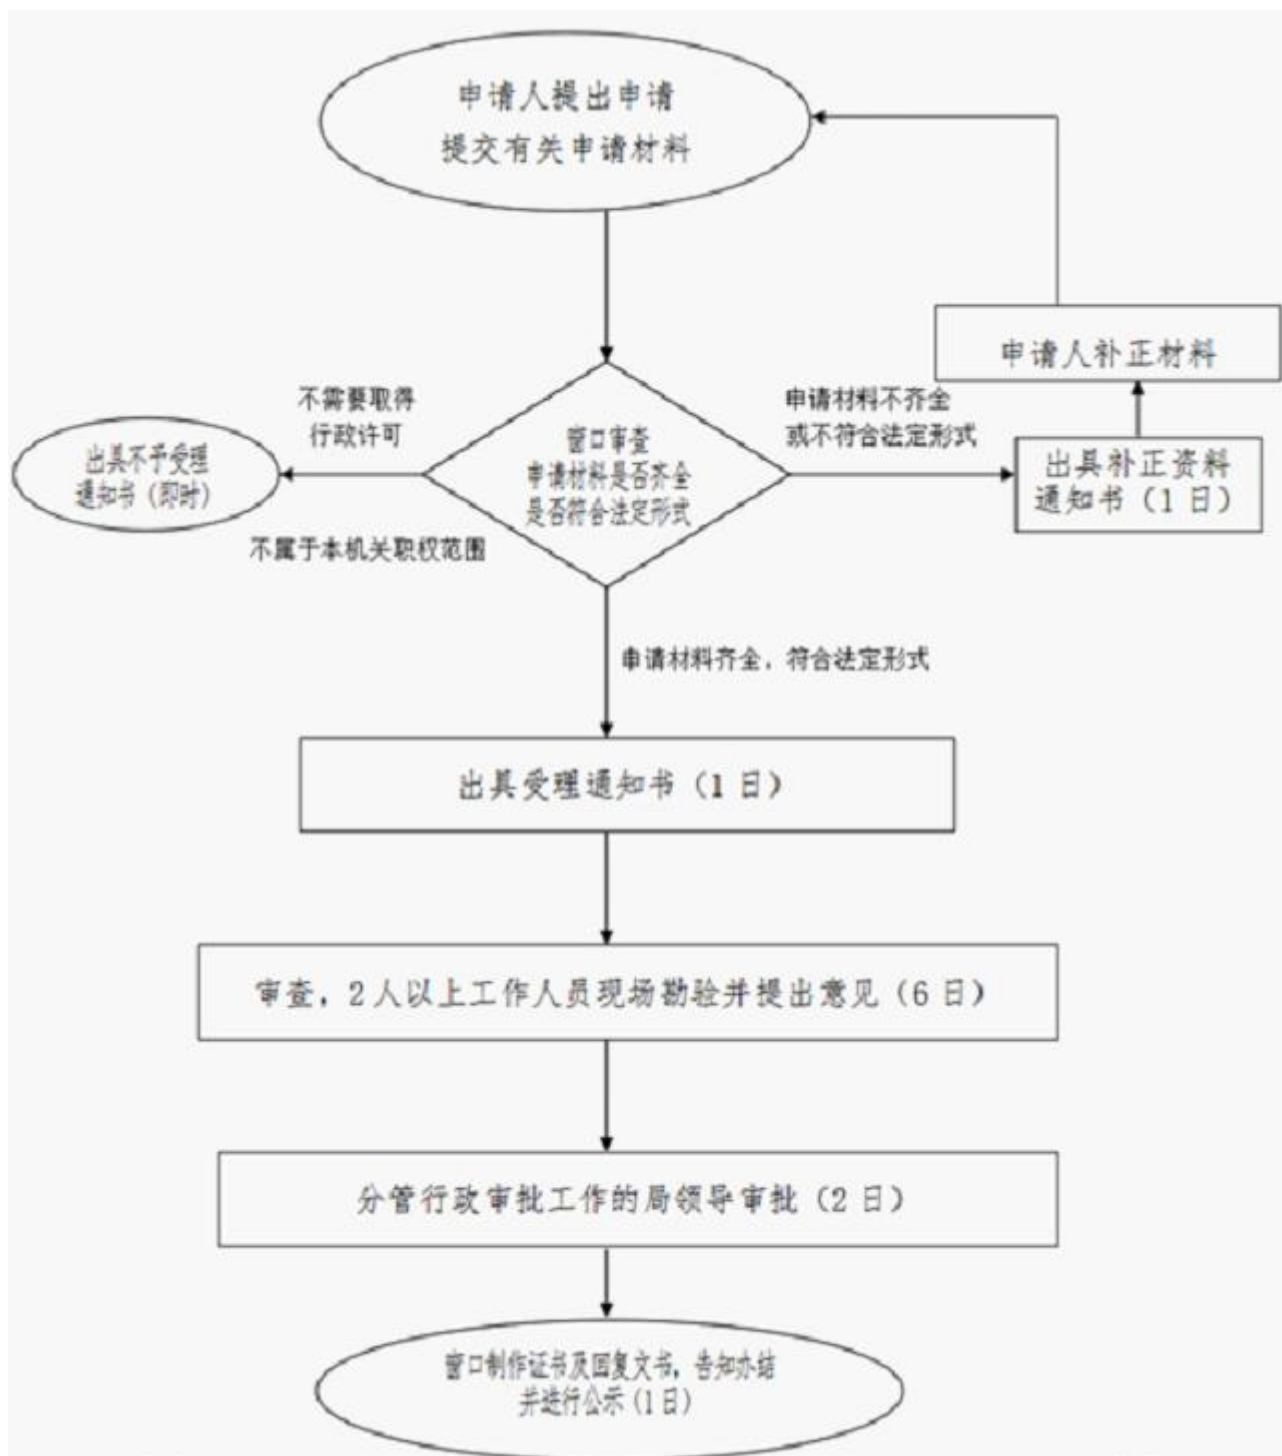 申请人提出申请
提交有关申请材料
申请人补正材料
不需要取得
行政许可
申请材料不齐全
或不符合法定形式
窗口审查
申请材料是否齐全
是否符合法定形式
出具不予受理
通知书（即时）
出具补正资料
通知书（1日）
不属于本机关职权范围
申请材料齐全，符合法定形式
出具受理通知书（1日）
审查，2人以上工作人员现场勘验并提出意见（6日）
分管行政审批工作的局领导审批（2日）
窗口制作证书及回复文书，告知办结
并进行公示（1日）